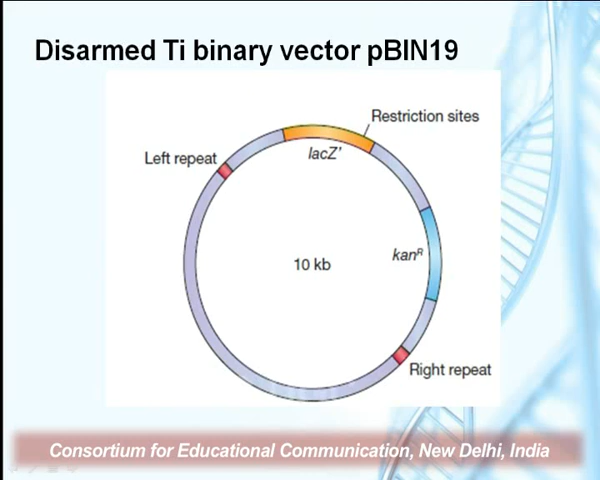 Disarmed Ti binary vector pBIN19
Restriction sites
Left repeat
lacZ'
kanR
10 kb
Right repeat
Consortium for Educational Communication, New Delhi, India